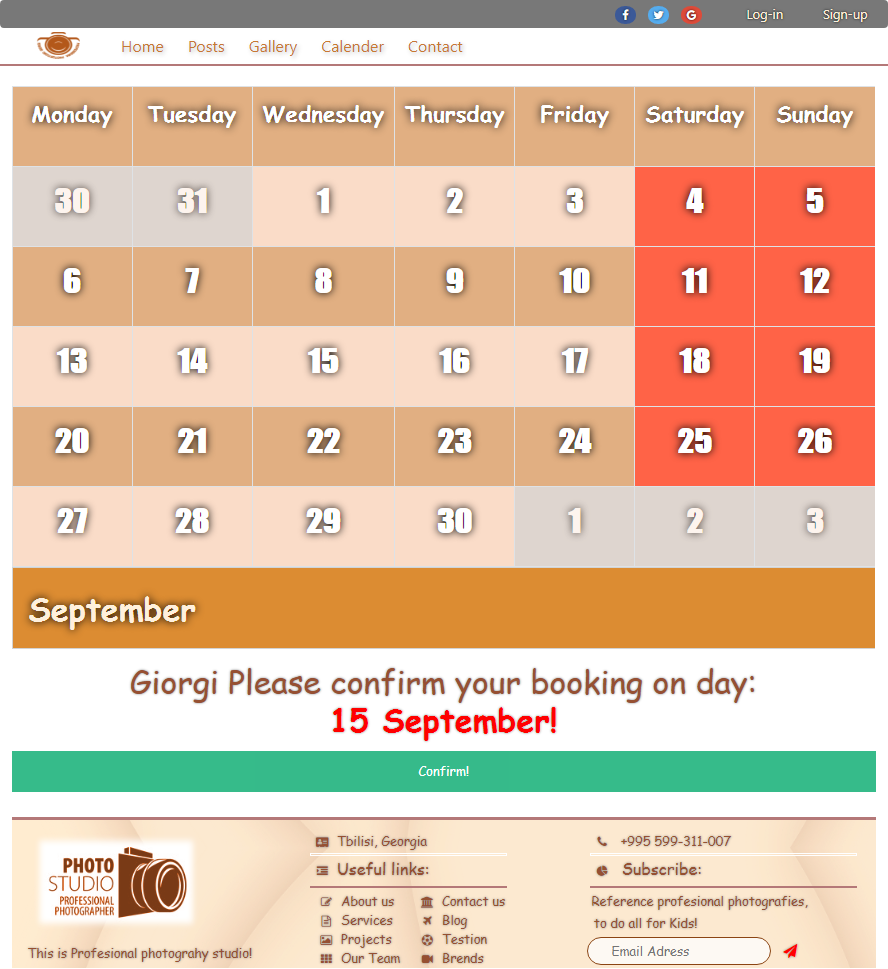 Log-in Sign-up
Home Posts Gallery Calender Contact
Monday Tuesday Wednesday Thursday Friday Saturday Sunday
30 31 1 2 3 4 5
6 7 8 9 10 11 12
13 14 15 16 17 18 19
20 21 22 23 24 25 26
27 28 29 30 1 2 3
September
Giorgi Please confirm your booking on day:
15 September!
Confirm!
PHOTO
STUDIO
PROFESSIONAL
PHOTOGRAPHER
This is Profesional photograhy studio!
Tbilisi, Georgia
Useful links:
About us Contact us
Services Blog
Projects Testion
Our Team Brends
+995 599-311-007
Subscribe:
Reference profesional photografies,
to do all for Kids!
Email Adress